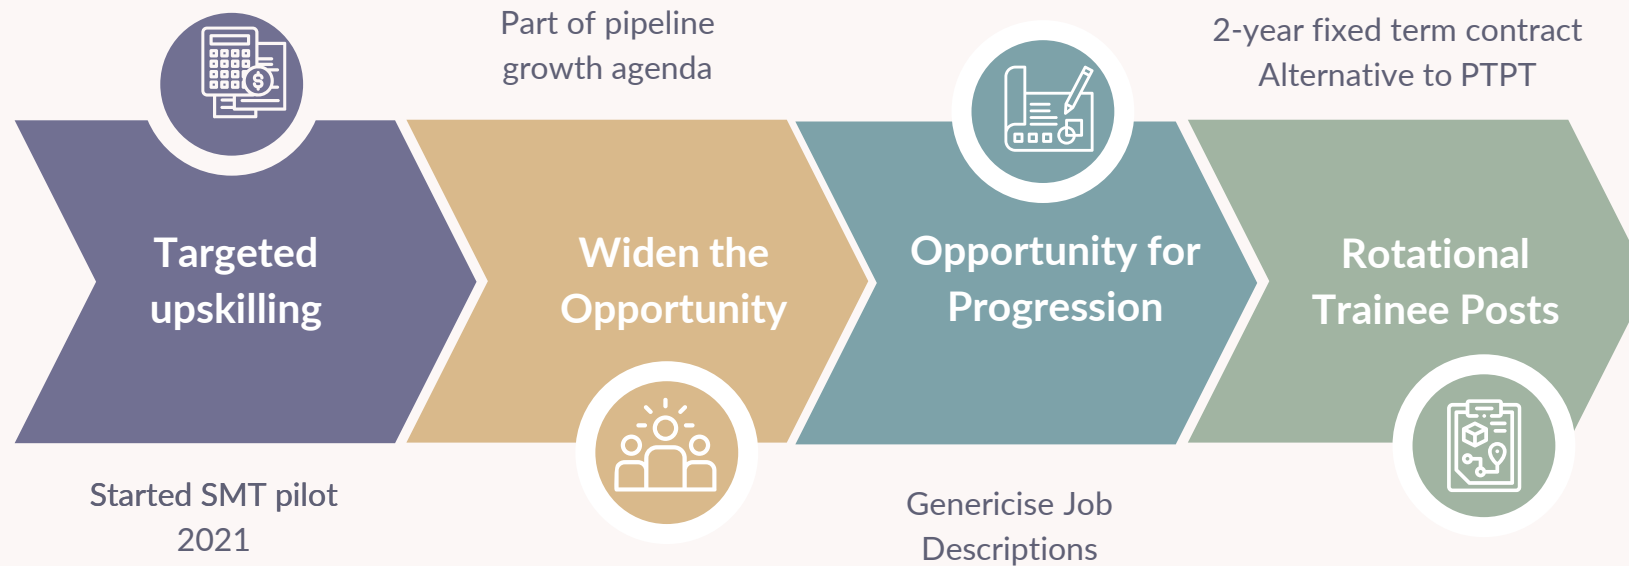 Part of pipeline
growth agenda
2-year fixed term contract
Alternative to PTPT
$
Targeted
upskilling
Widen the
Opportunity
Opportunity for
Progression
Rotational
Trainee Posts
Started SMT pilot
2021
Genericise Job
Descriptions